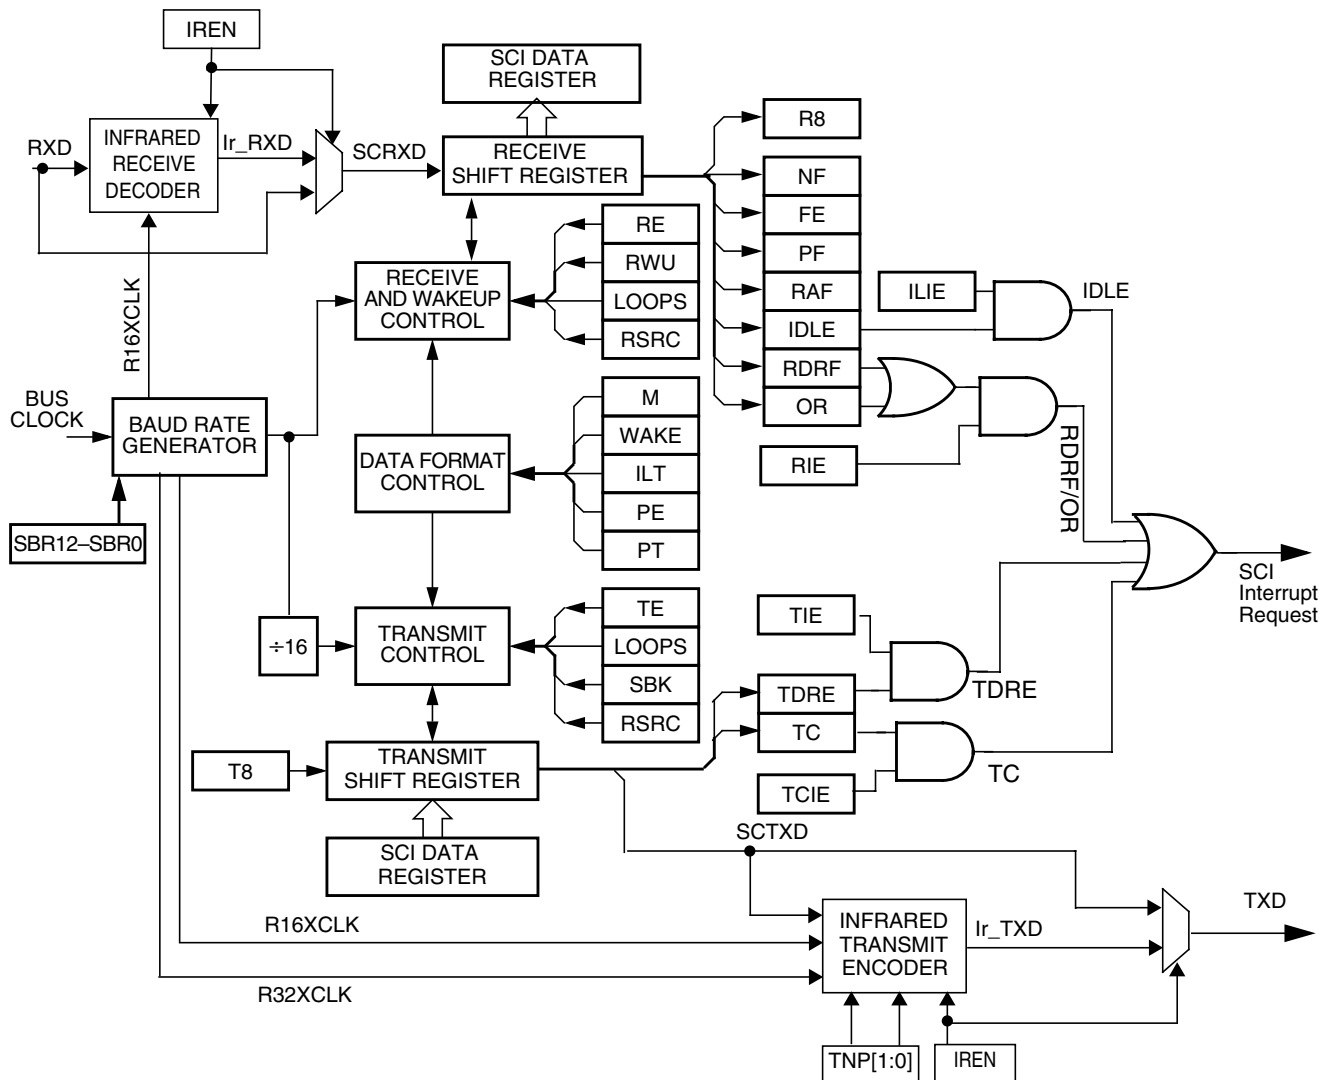 IREN
SCI DATA
REGISTER
R8
RXD
INFRARED
RECEIVE
DECODER
Ir_RXD
SCRXD
RECEIVE
SHIFT REGISTER
NF
FE
PF
RAF
IDLE
RDRF
OR
RE
RWU
LOOPS
RSRC
RECEIVE
AND WAKEUP
CONTROL
R16XCLK
ILIE
IDLE
RIE
RDRF/OR
BUS
CLOCK
BAUD RATE
GENERATOR
SBR12–SBR0
DATA FORMAT
CONTROL
M
WAKE
ILT
PE
PT
SCI
Interrupt
Request
÷16
TRANSMIT
CONTROL
TE
LOOPS
SBK
RSRC
TIE
TDRE
TDRE
TC
TC
TCIE
T8
TRANSMIT
SHIFT REGISTER
SCI DATA
REGISTER
SCTXD
R16XCLK
R32XCLK
INFRARED
TRANSMIT
ENCODER
Ir_TXD
TXD
TNP[1:0]
IREN